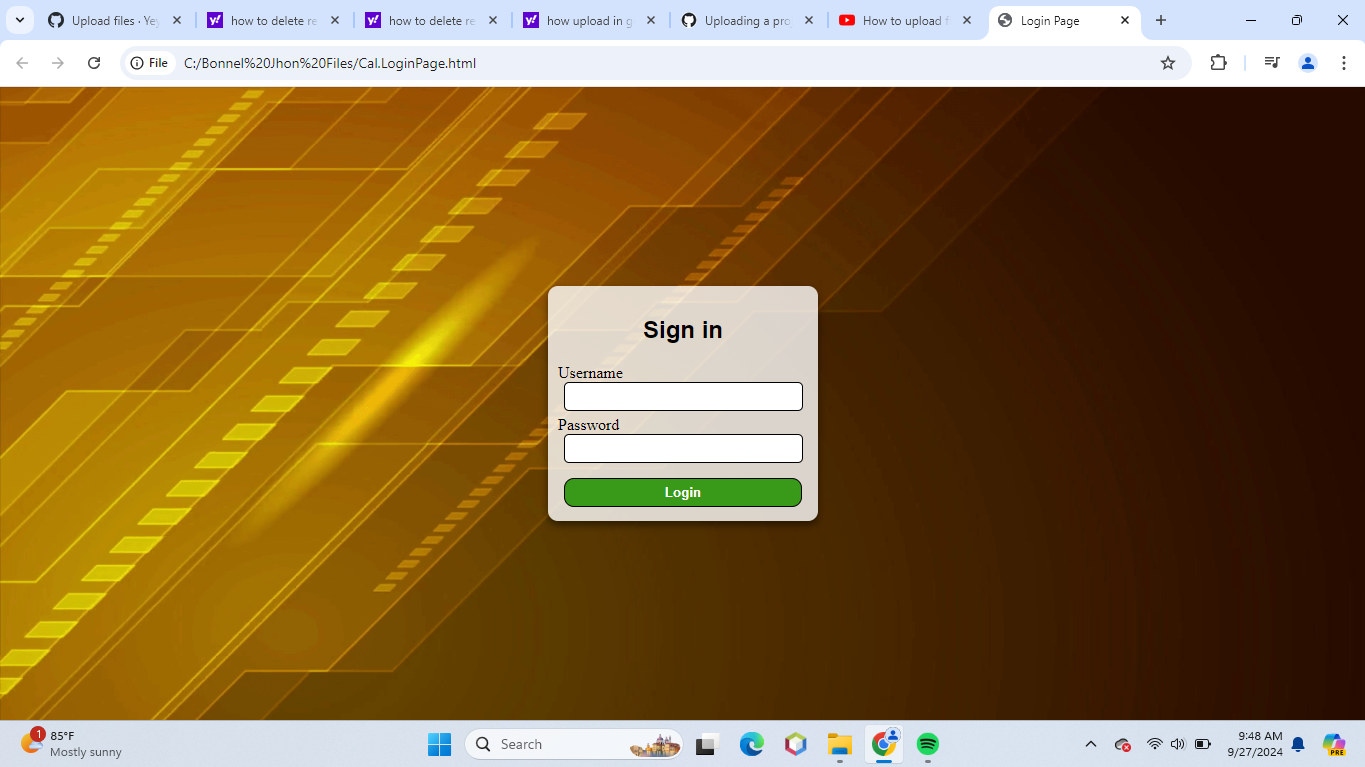 Upload files · Ye
how to delete re
how to delete re
how upload in g
Uploading a pro
How to upload f
Login Page
File
C:/Bonnel%20Jhon%20Files/Cal.LoginPage.html
Sign in
Username
Password
Login
1
85°F
Mostly sunny
Search
9:48 AM
9/27/2024
PRE